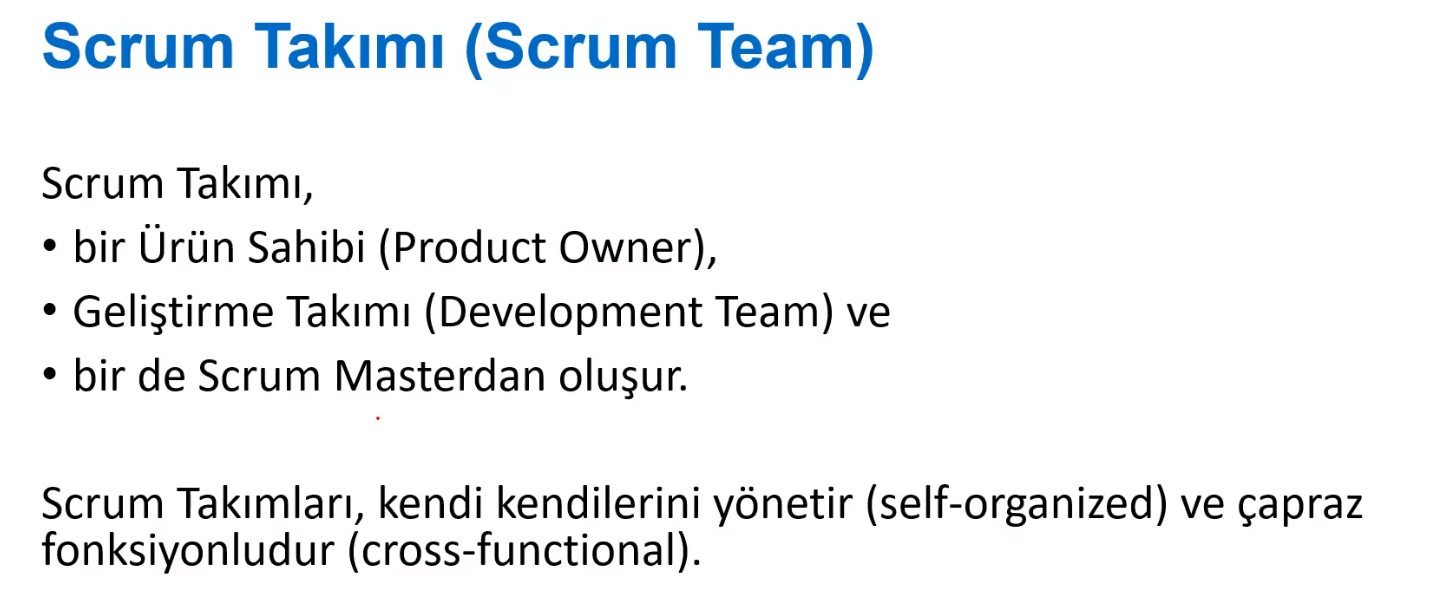 Scrum Takımı (Scrum Team)
Scrum Takımı,
• bir Ürün Sahibi (Product Owner),
• Geliştirme Takımı (Development Team) ve
• bir de Scrum Masterdan oluşur.
Scrum Takımları, kendi kendilerini yönetir (self-organized) ve çapraz
fonksiyonludur (cross-functional).